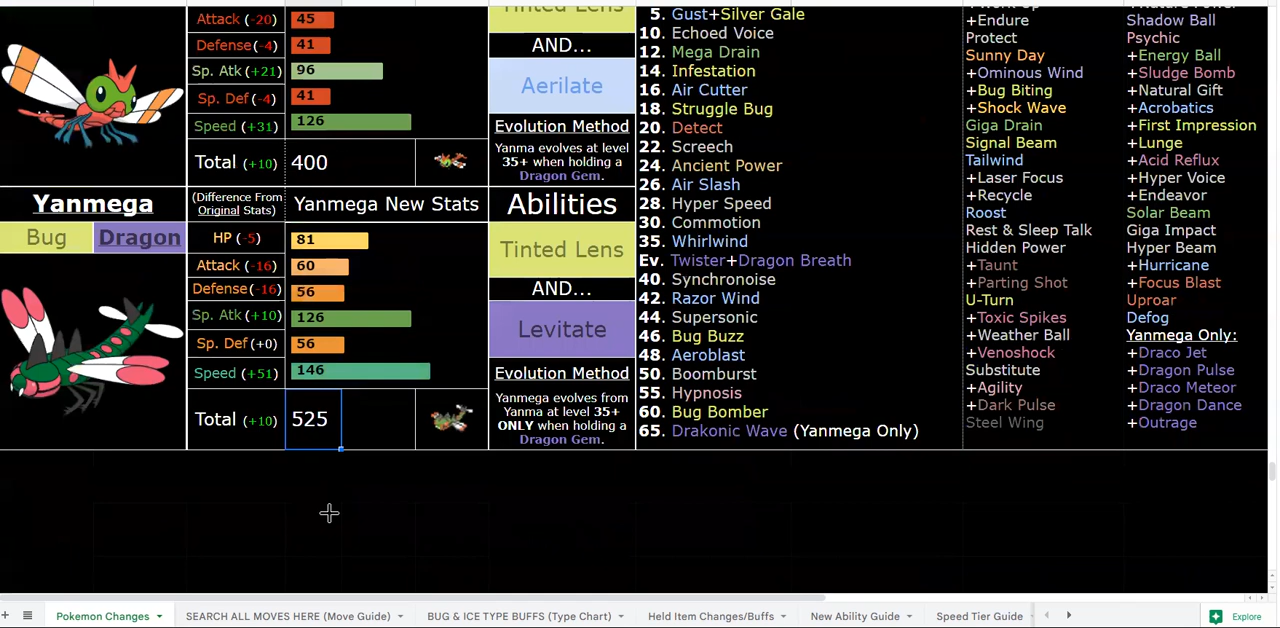 Attack (-20) 45
Defense(-4) 41
Sp. Atk (+21) 96
Sp. Def (-4) 41
Speed (+31) 126
Total (+10) 400
Tinted Lens
AND...
Aerilate
Evolution Method
Yanma evolves at level
35+ when holding a
Dragon Gem.
Yanmega
Bug Dragon
(Difference From
Original Stats)
Yanmega New Stats
HP (-5) 81
Attack (-16) 60
Defense (-16) 56
Sp. Atk (+10) 126
Sp. Def (+0) 56
Speed (+51) 146
Total (+10) 525
Abilities
Tinted Lens
AND...
Levitate
Evolution Method
Yanmega evolves from
Yanma at level 35+
ONLY when holding a
Dragon Gem.
5. Gust+Silver Gale
10. Echoed Voice
12. Mega Drain
14. Infestation
16. Air Cutter
18. Struggle Bug
20. Detect
22. Screech
24. Ancient Power
26. Air Slash
28. Hyper Speed
30. Commotion
35. Whirlwind
Ev. Twister+Dragon Breath
40. Synchronoise
42. Razor Wind
44. Supersonic
46. Bug Buzz
48. Aeroblast
50. Boomburst
55. Hypnosis
60. Bug Bomber
65. Drakonic Wave (Yanmega Only)
+Endure
Protect
Sunny Day
+Ominous Wind
+Bug Biting
+Shock Wave
Giga Drain
Signal Beam
Tailwind
+Laser Focus
+Recycle
Roost
Rest & Sleep Talk
Hidden Power
+Taunt
+Parting Shot
U-Turn
+Toxic Spikes
+Weather Ball
+Venoshock
Substitute
+Agility
+Dark Pulse
Steel Wing
+Nature Power
Shadow Ball
Psychic
+Energy Ball
+Sludge Bomb
+Natural Gift
+Acrobatics
+First Impression
+Lunge
+Acid Reflux
+Hyper Voice
+Endeavor
Solar Beam
Giga Impact
Hyper Beam
+Hurricane
+Focus Blast
Uproar
Defog
Yanmega Only:
+Draco Jet
+Dragon Pulse
+Draco Meteor
+Dragon Dance
+Outrage
Pokemon Changes
SEARCH ALL MOVES HERE (Move Guide)
BUG & ICE TYPE BUFFS (Type Chart)
Held Item Changes/Buffs
New Ability Guide
Speed Tier Guide
Explore